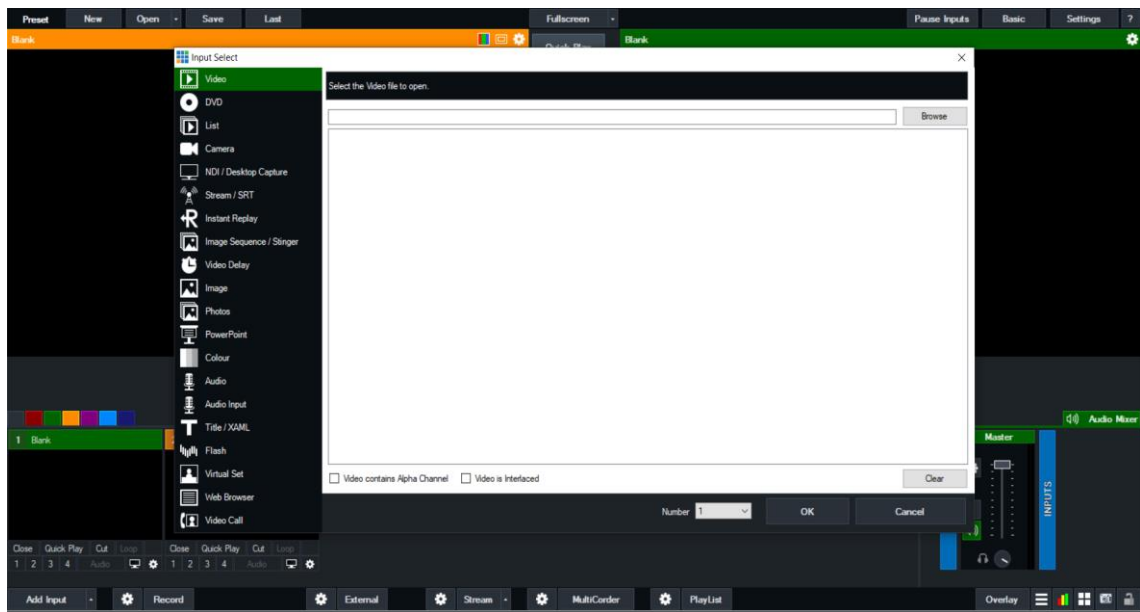 Preset New Open Save Last Fullscreen Pause Inputs Basic Settings ?
Blank Quick Play Blank
Input Select
Video
Select the Video file to open.
DVD
Browse
List
Camera
NDI / Desktop Capture
Stream / SRT
Instant Replay
Image Sequence / Stinger
Video Delay
Image
Photos
PowerPoint
Colour
Audio
Audio Input
Title / XAML
Audio Mixer
1 Blank
Master
Flash
Virtual Set
Video contains Alpha Channel Video is Interlaced Clear
Web Browser
INPUTS
Number 1 OK Cancel
Video Call
Close Quick Play Cut Loop Close Quick Play Cut Loop
1 2 3 4 Audio 1 2 3 4 Audio
Add Input Record External Stream MultiCorder PlayList Overlay